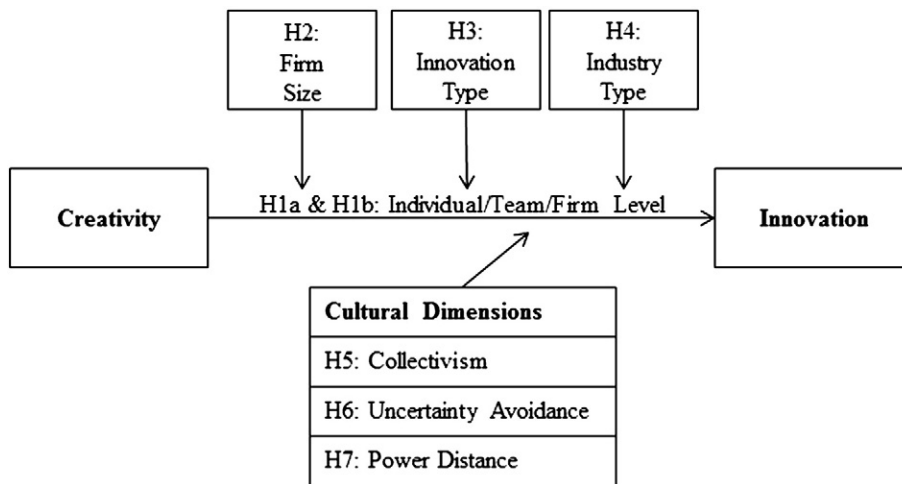 H2:
Firm
Size
H3:
Innovation
Type
H4:
Industry
Type
Creativity
H1a & H1b: Individual/Team/Firm Level
Innovation
Cultural Dimensions
H5: Collectivism
H6: Uncertainty Avoidance
H7: Power Distance